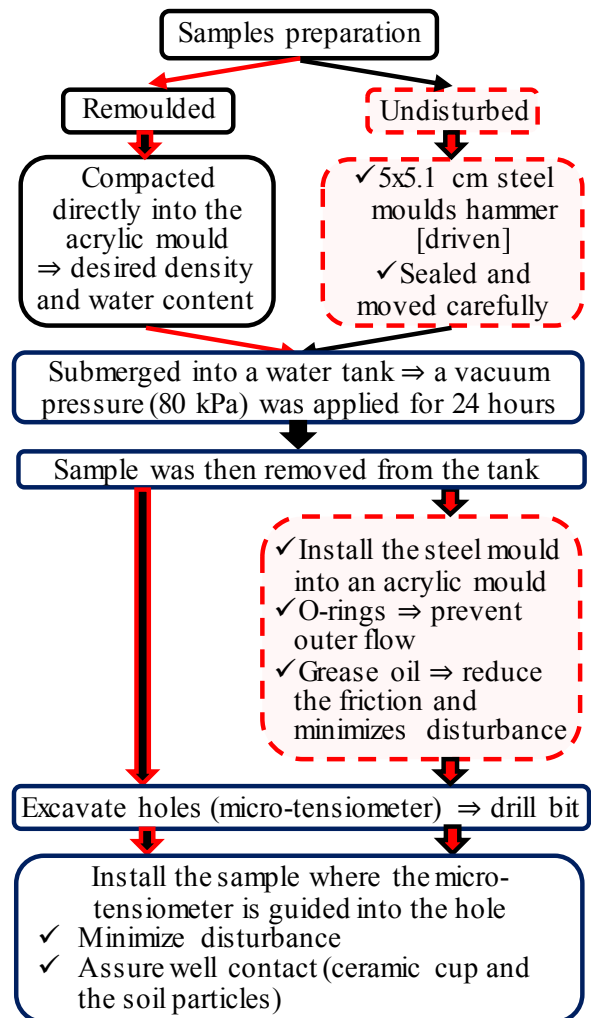 Samples preparation
Remoulded
Undisturbed
Compacted
directly into the
acrylic mould
⇒ desired density
and water content
✓5x5.1 cm steel
moulds hammer
[driven]
✓Sealed and
moved carefully
Submerged into a water tank ⇒ a vacuum
pressure (80 kPa) was applied for 24 hours
Sample was then removed from the tank
✓Install the steel mould
into an acrylic mould
✓O-rings ⇒ prevent
outer flow
✓Grease oil ⇒ reduce
the friction and
minimizes disturbance
Excavate holes (micro-tensiometer) ⇒ drill bit
Install the sample where the micro-
tensiometer is guided into the hole
✓ Minimize disturbance
✓ Assure well contact (ceramic cup and
the soil particles)